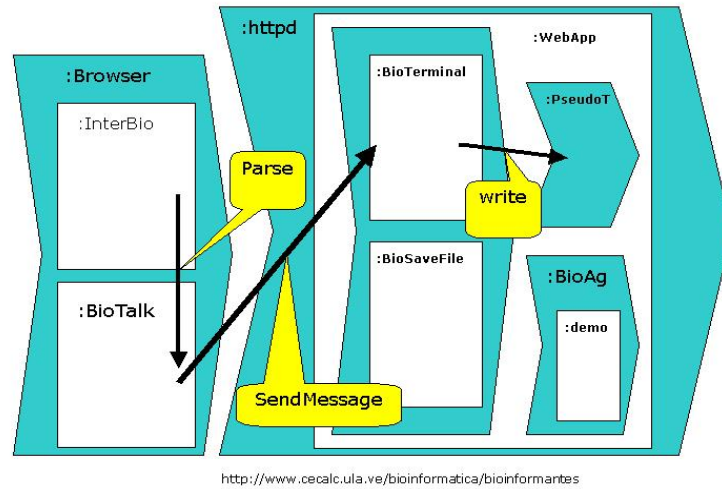 :Browser
:InterBio
:BioTalk
Parse
SendMessage
:httpd
:WebApp
:BioTerminal
:PseudoT
write
:BioSaveFile
:BioAg
:demo
http://www.cecalc.ula.ve/bioinformatica/bioinformantes